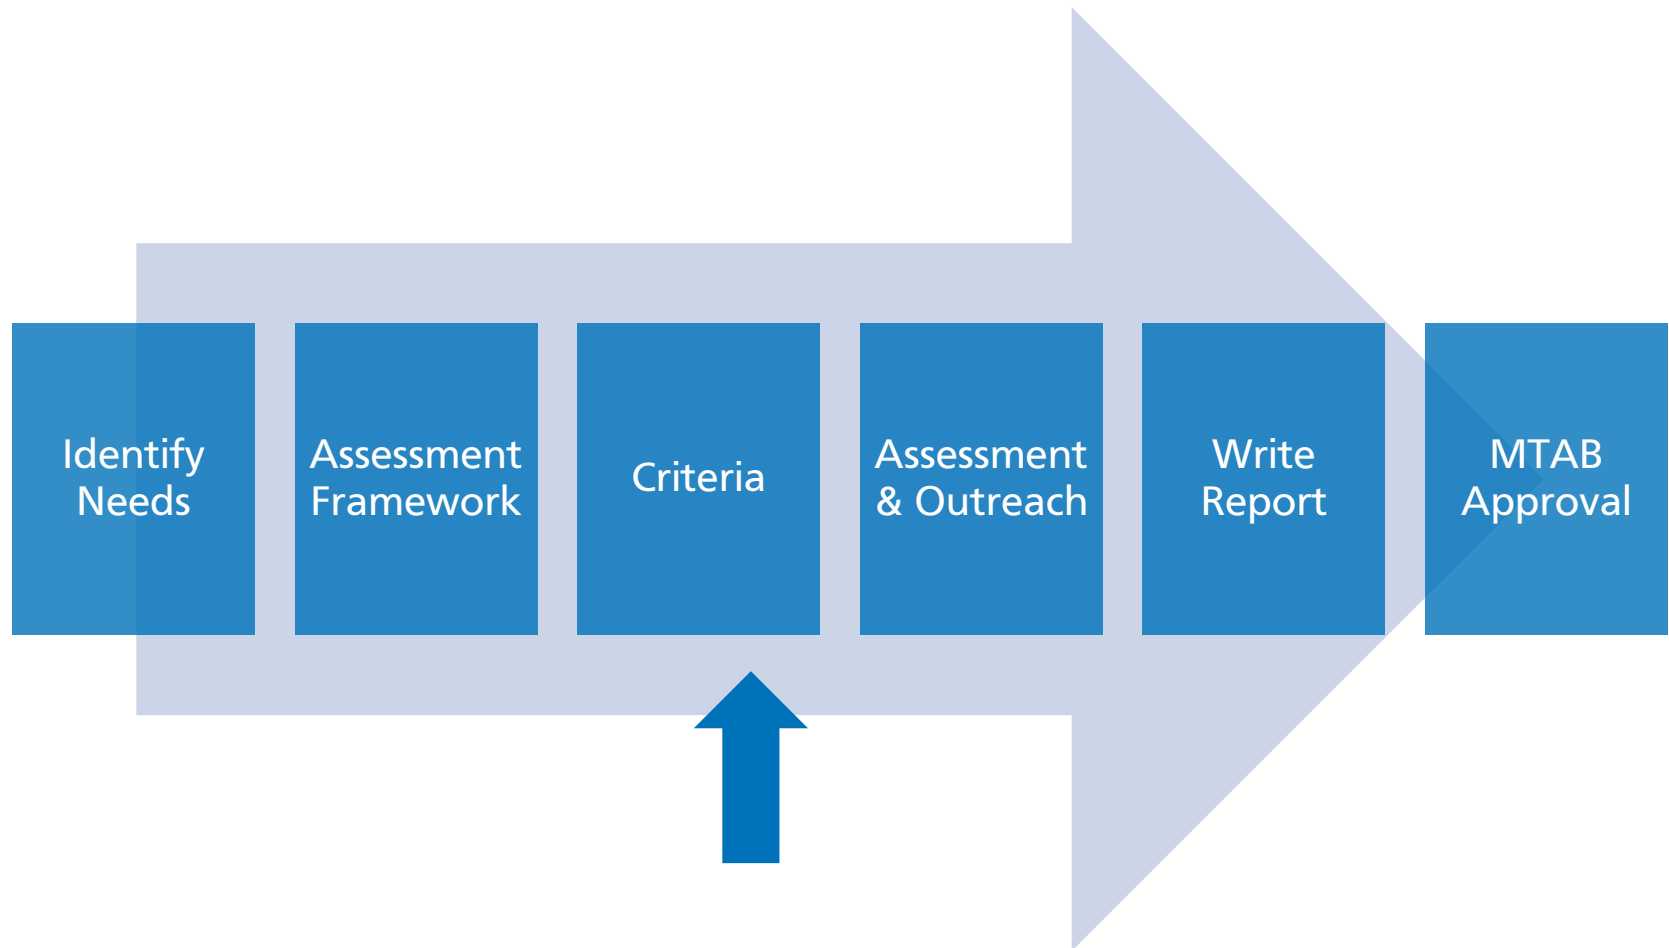 Identify
Needs
Assessment
Framework
Criteria
Assessment
& Outreach
Write
Report
MTAB
Approval